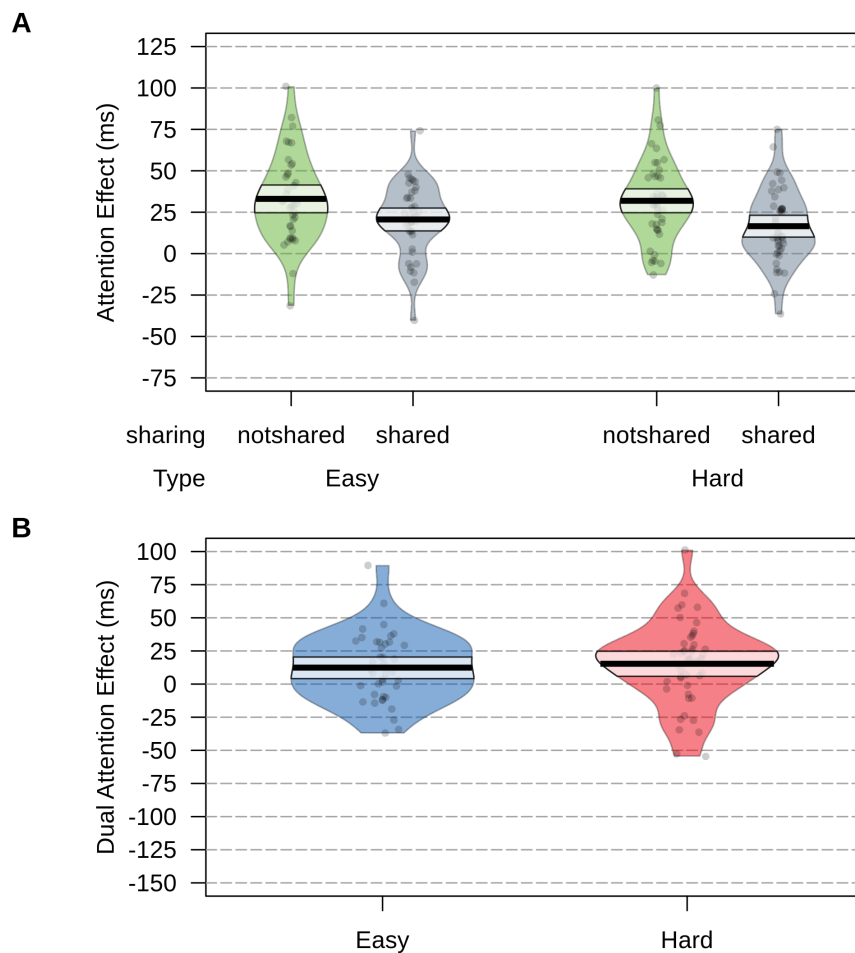 A
Attention Effect (ms)
125
100
75
50
25
0
-25
-50
-75
sharing notshared shared notshared shared
Type Easy Hard
B
Dual Attention Effect (ms)
100
75
50
25
0
-25
-50
-75
-100
-125
-150
Easy Hard